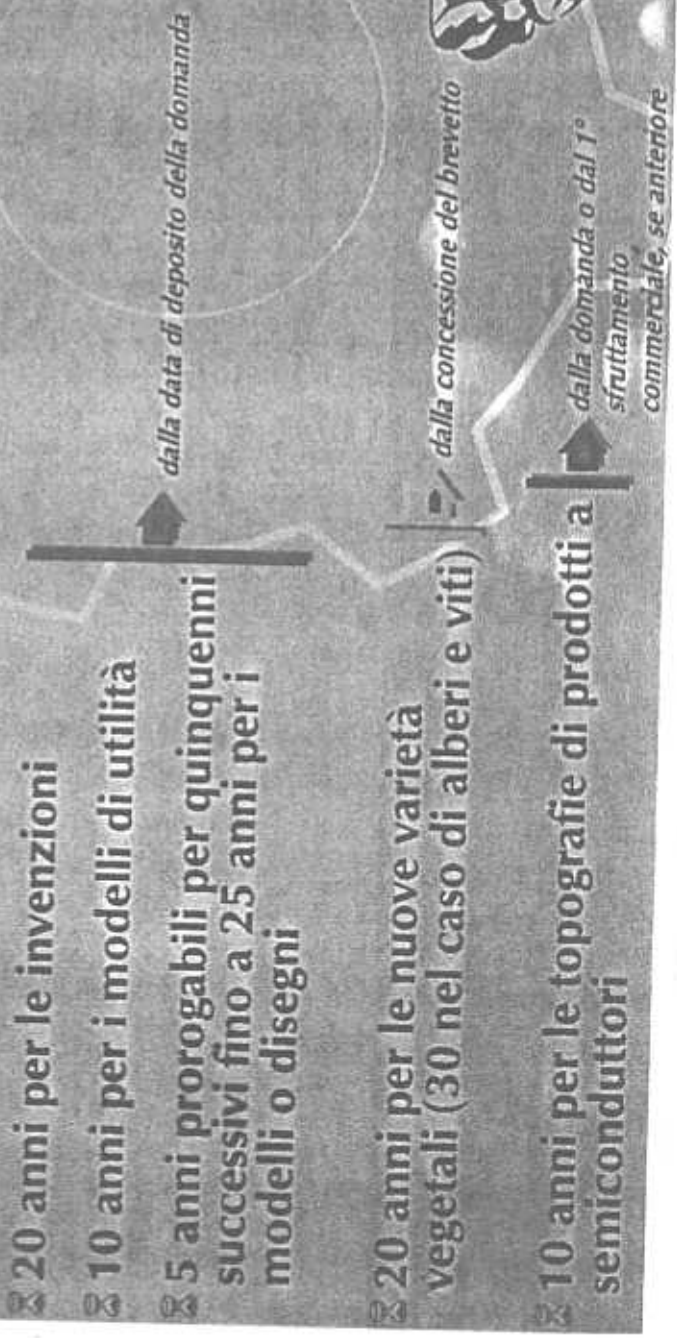 20 anni per le invenzioni
10 anni per i modelli di utilità
5 anni prorogabili per quinquenni
successivi fino a 25 anni per i
modelli o disegni
dalla data di deposito della domanda
20 anni per le nuove varietà
vegetali (30 nel caso di alberi e viti)
dalla concessione del brevetto
10 anni per le topografie di prodotti a
semiconduttori
dalla domanda o dal 1°
sfruttamento
commerciale, se anteriore